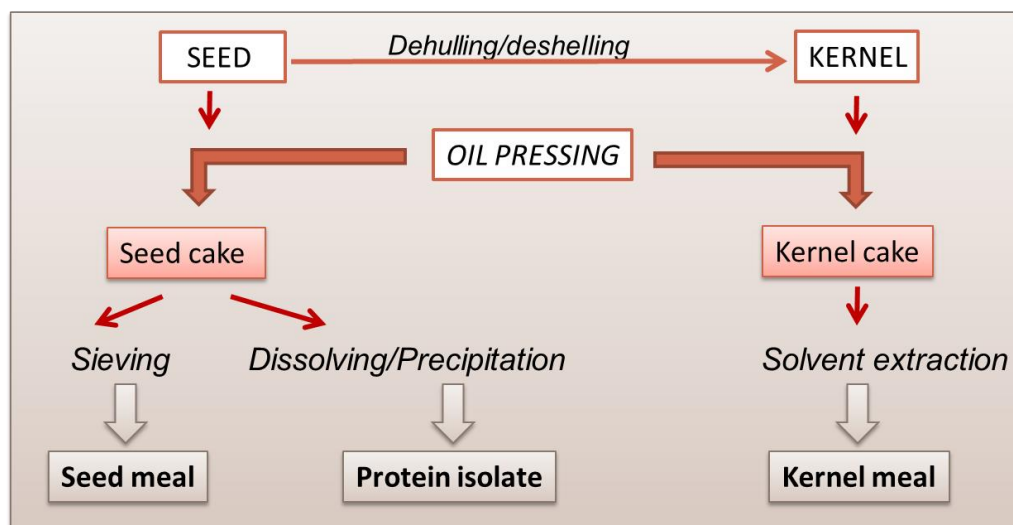 SEED
Dehulling/deshelling
KERNEL
OIL PRESSING
Seed cake
Kernel cake
Sieving
Dissolving/Precipitation
Solvent extraction
Seed meal
Protein isolate
Kernel meal